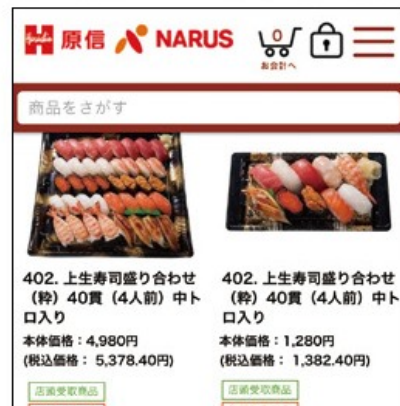 Harashin 原信 NARUS
0
お会計へ
商品をさがす
402. 上生寿司盛り合わせ
（粋）40貫（4人前）中ト
ロ入り
本体価格：4,980円
(税込価格： 5,378.40円)
店頭受取商品
402. 上生寿司盛り合わせ
（粋）40貫（4人前）中ト
ロ入り
本体価格：1,280円
(税込価格： 1,382.40円)
店頭受取商品